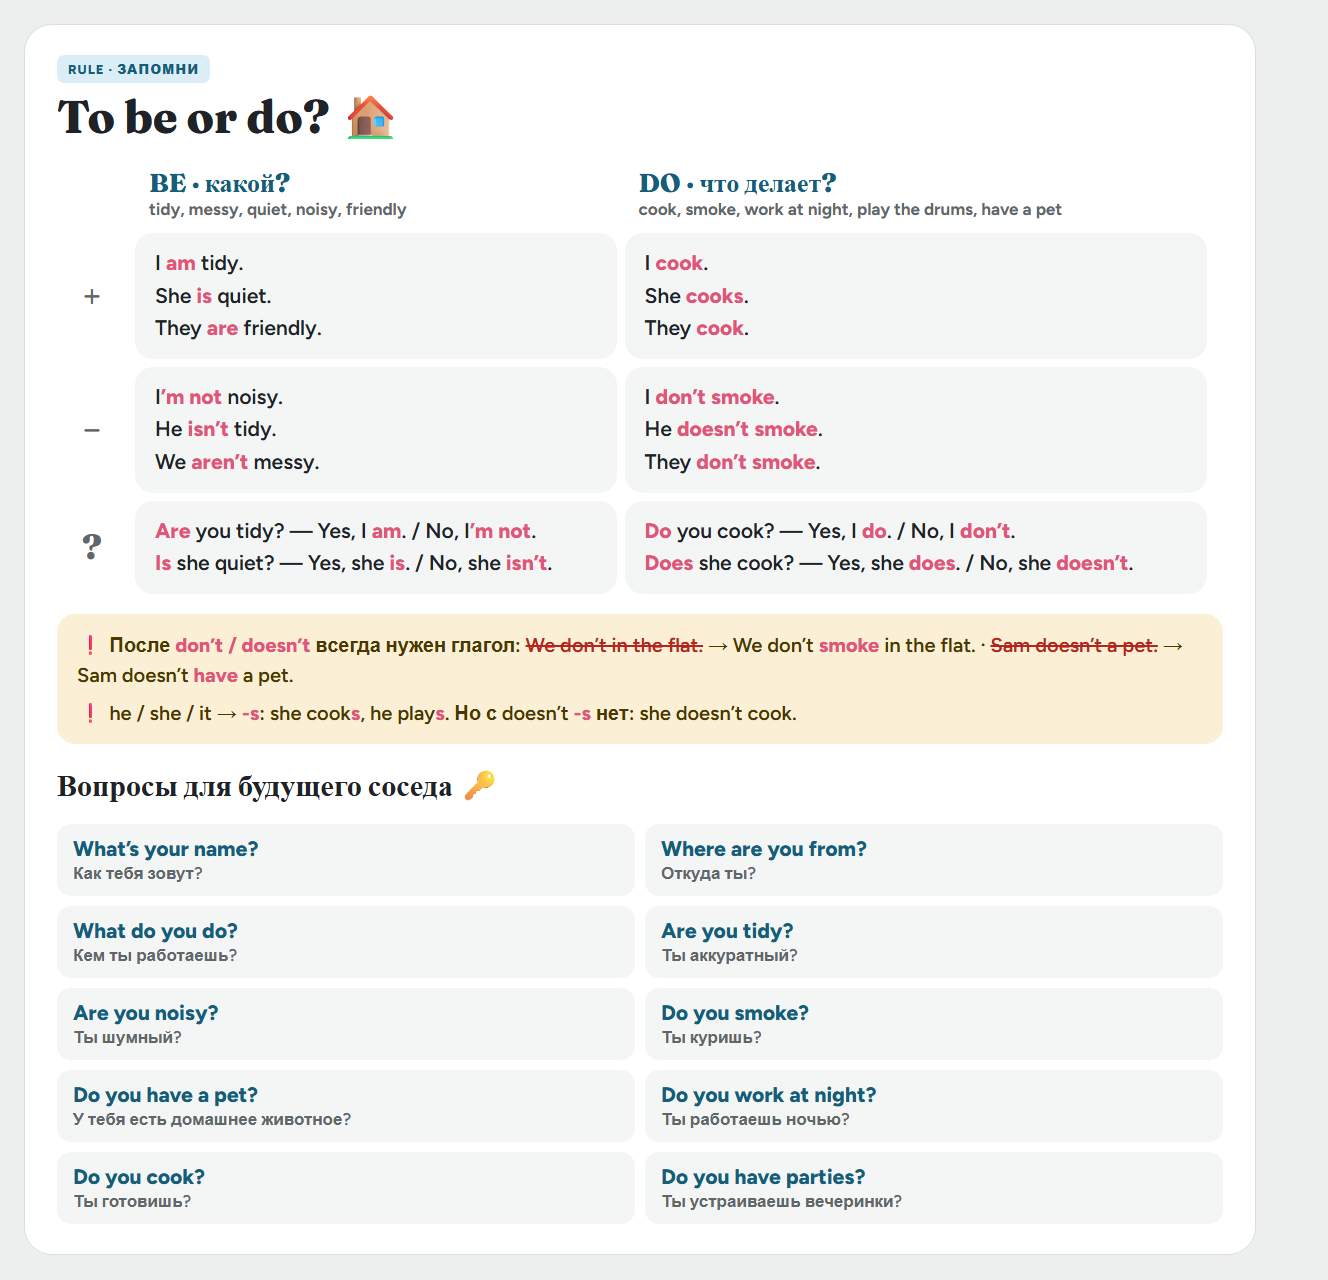 RULE · ЗАПОМНИ
To be or do? 🏠
BE · какой?
tidy, messy, quiet, noisy, friendly
DO · что делает?
cook, smoke, work at night, play the drums, have a pet
+
I am tidy.
She is quiet.
They are friendly.
I cook.
She cooks.
They cook.
−
I’m not noisy.
He isn’t tidy.
We aren’t messy.
I don’t smoke.
He doesn’t smoke.
They don’t smoke.
?
Are you tidy? — Yes, I am. / No, I’m not.
Is she quiet? — Yes, she is. / No, she isn’t.
Do you cook? — Yes, I do. / No, I don’t.
Does she cook? — Yes, she does. / No, she doesn’t.
❗ После don’t / doesn’t всегда нужен глагол: We don’t in the flat. → We don’t smoke in the flat. · Sam doesn’t a pet. →
Sam doesn’t have a pet.
❗ he / she / it → -s: she cooks, he plays. Но с doesn’t -s нет: she doesn’t cook.
Вопросы для будущего соседа 🔑
What’s your name?
Как тебя зовут?
Where are you from?
Откуда ты?
What do you do?
Кем ты работаешь?
Are you tidy?
Ты аккуратный?
Are you noisy?
Ты шумный?
Do you smoke?
Ты куришь?
Do you have a pet?
У тебя есть домашнее животное?
Do you work at night?
Ты работаешь ночью?
Do you cook?
Ты готовишь?
Do you have parties?
Ты устраиваешь вечеринки?